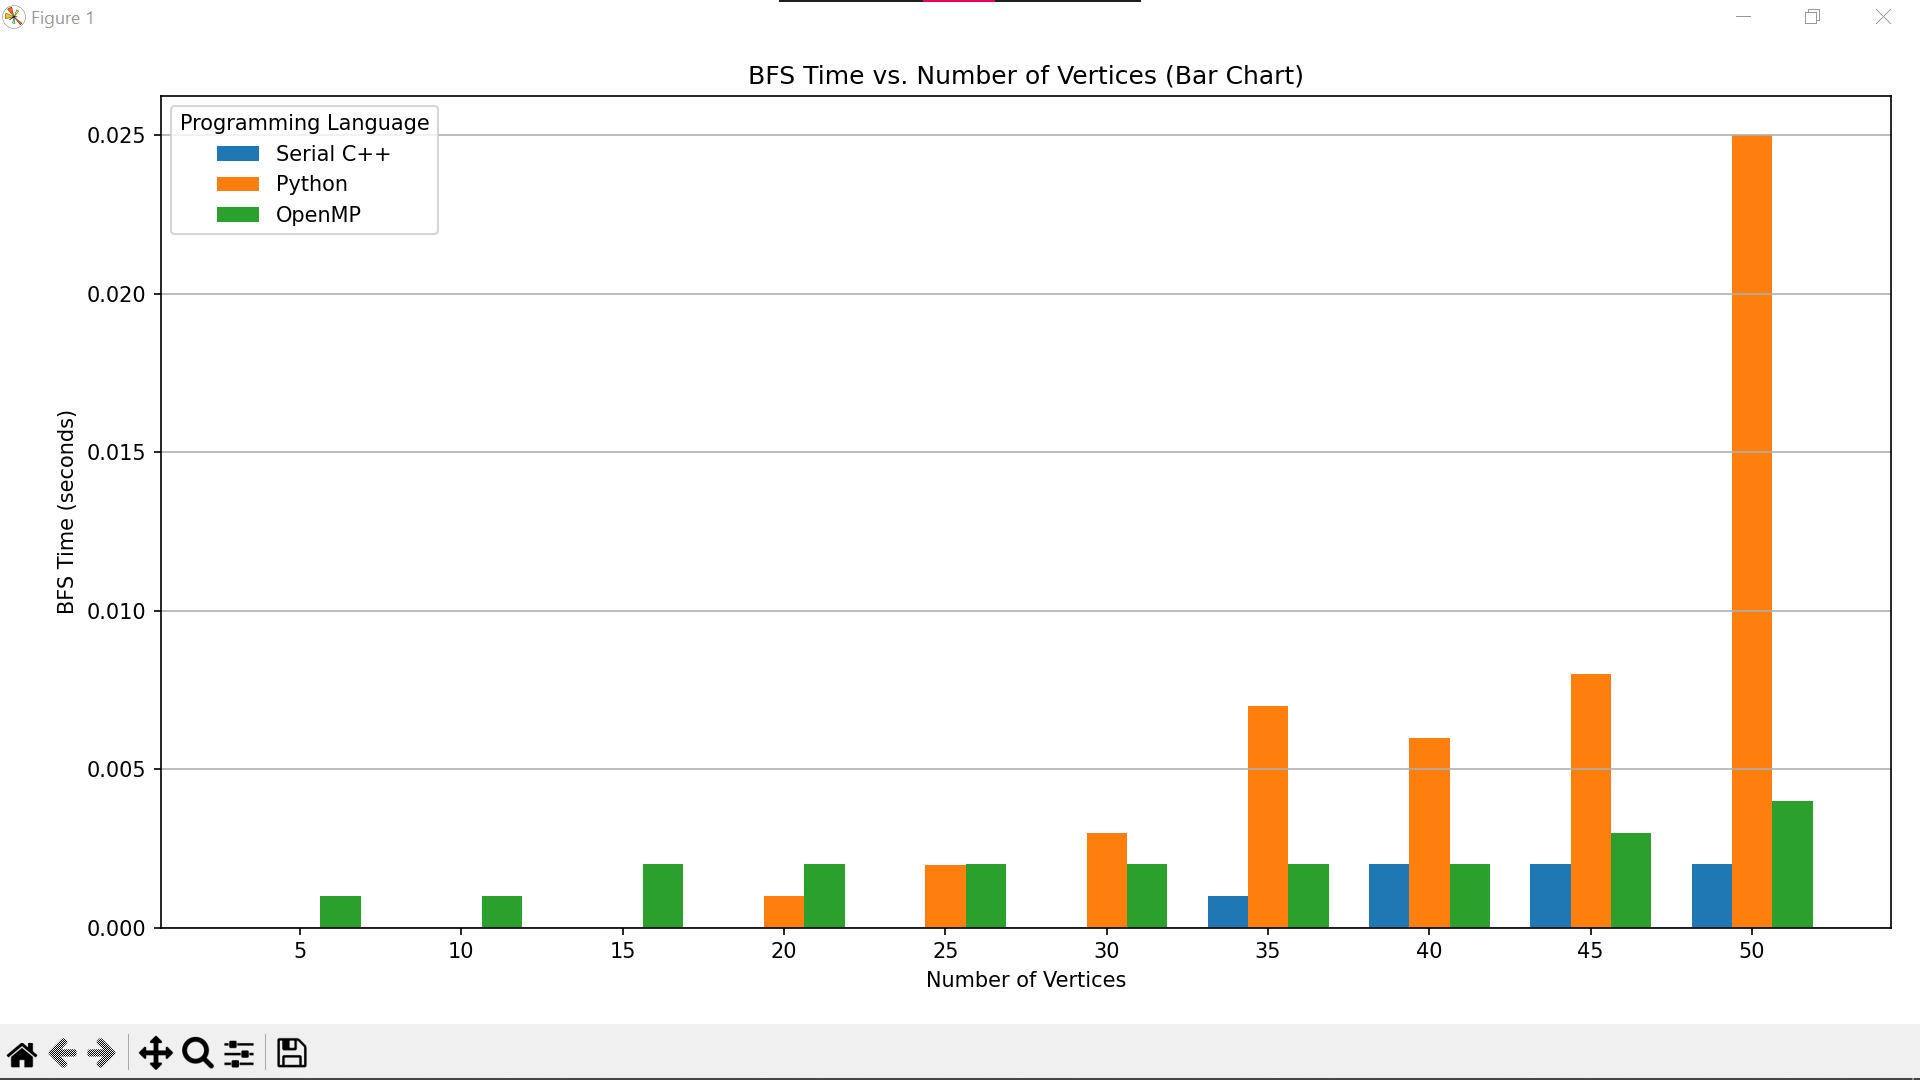 Figure 1
BFS Time vs. Number of Vertices (Bar Chart)
Programming Language
Serial C++
Python
OpenMP
0.025
0.020
0.015
0.010
0.005
0.000
BFS Time (seconds)
5 10 15 20 25 30 35 40 45 50
Number of Vertices